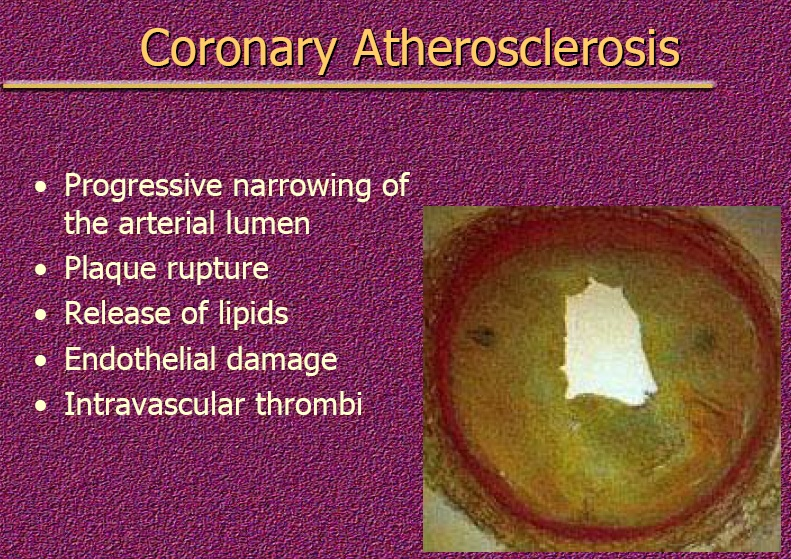 Coronary Atherosclerosis
• Progressive narrowing of
the arterial lumen
• Plaque rupture
• Release of lipids
• Endothelial damage
• Intravascular thrombi